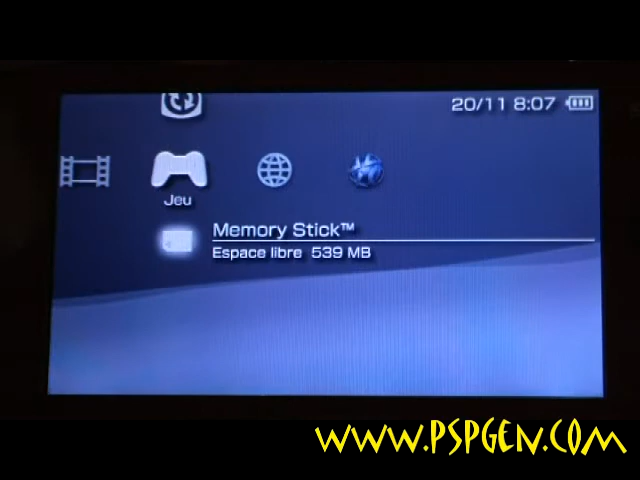 20/11 8:07
Jeu
Memory Stick™
Espace libre 539 MB
WWW.PSPGEN.COM